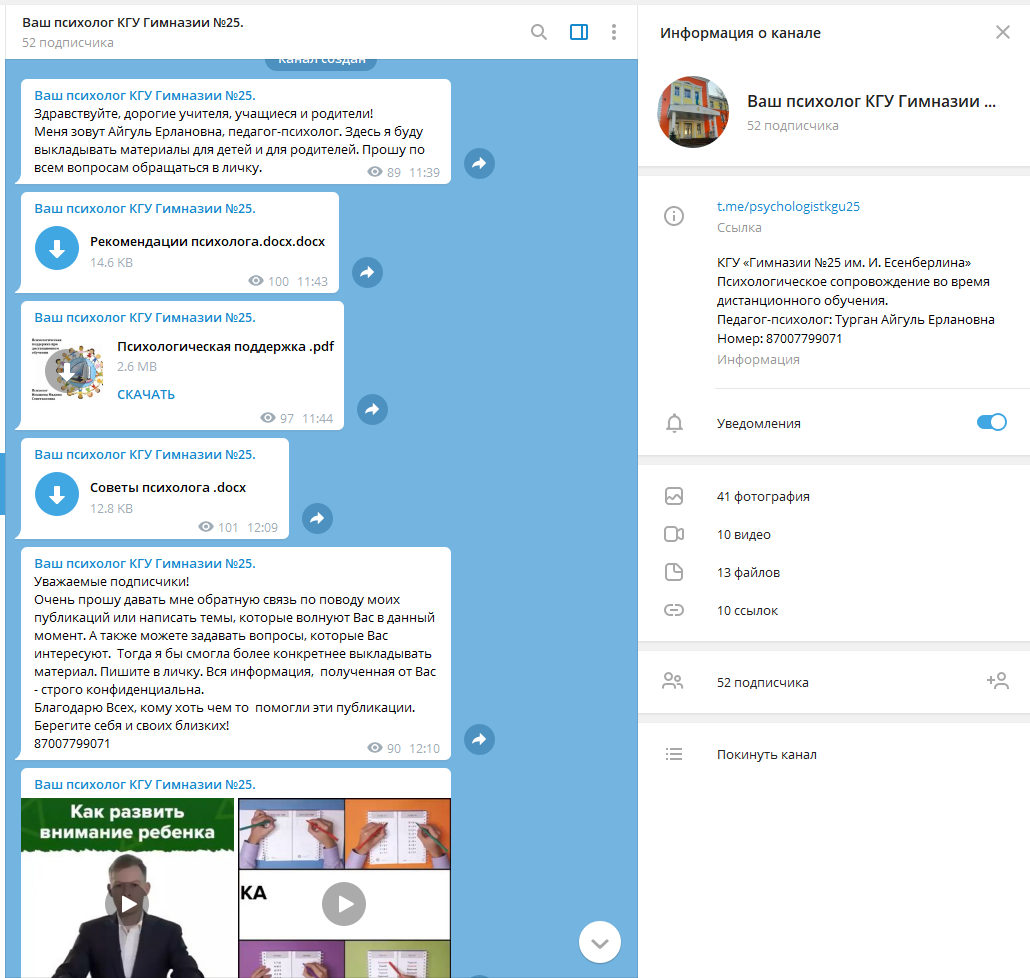 Ваш психолог КГУ Гимназии №25.
52 подписчика
Канал создан
Ваш психолог КГУ Гимназии №25.
Здравствуйте, дорогие учителя, учащиеся и родители!
Меня зовут Айгуль Ерлановна, педагог-психолог. Здесь я буду
выкладывать материалы для детей и для родителей. Прошу по
всем вопросам обращаться в личку.
89 11:39
Ваш психолог КГУ Гимназии №25.
Рекомендации психолога.docx.docx
14.6 KB
100 11:43
Ваш психолог КГУ Гимназии №25.
Психологическая поддержка .pdf
2.6 MB
СКАЧАТЬ
97 11:44
Ваш психолог КГУ Гимназии №25.
Советы психолога .docx
12.8 KB
101 12:09
Ваш психолог КГУ Гимназии №25.
Уважаемые подписчики!
Очень прошу давать мне обратную связь по поводу моих
публикаций или написать темы, которые волнуют Вас в данный
момент. А также можете задавать вопросы, которые Вас
интересуют.  Тогда я бы смогла более конкретнее выкладывать
материал. Пишите в личку. Вся информация,  полученная от Вас
- строго конфиденциальна.
Благодарю Всех, кому хоть чем то  помогли эти публикации.
Берегите себя и своих близких!
87007799071
90 12:10
Ваш психолог КГУ Гимназии №25.
Как развить
внимание ребенка
КА
Информация о канале
Ваш психолог КГУ Гимназии ...
52 подписчика
t.me/psychologistkgu25
Ссылка
КГУ «Гимназии №25 им. И. Есенберлина»
Психологическое сопровождение во время
дистанционного обучения.
Педагог-психолог: Турган Айгуль Ерлановна
Номер: 87007799071
Информация
Уведомления
41 фотография
10 видео
13 файлов
10 ссылок
52 подписчика
Покинуть канал